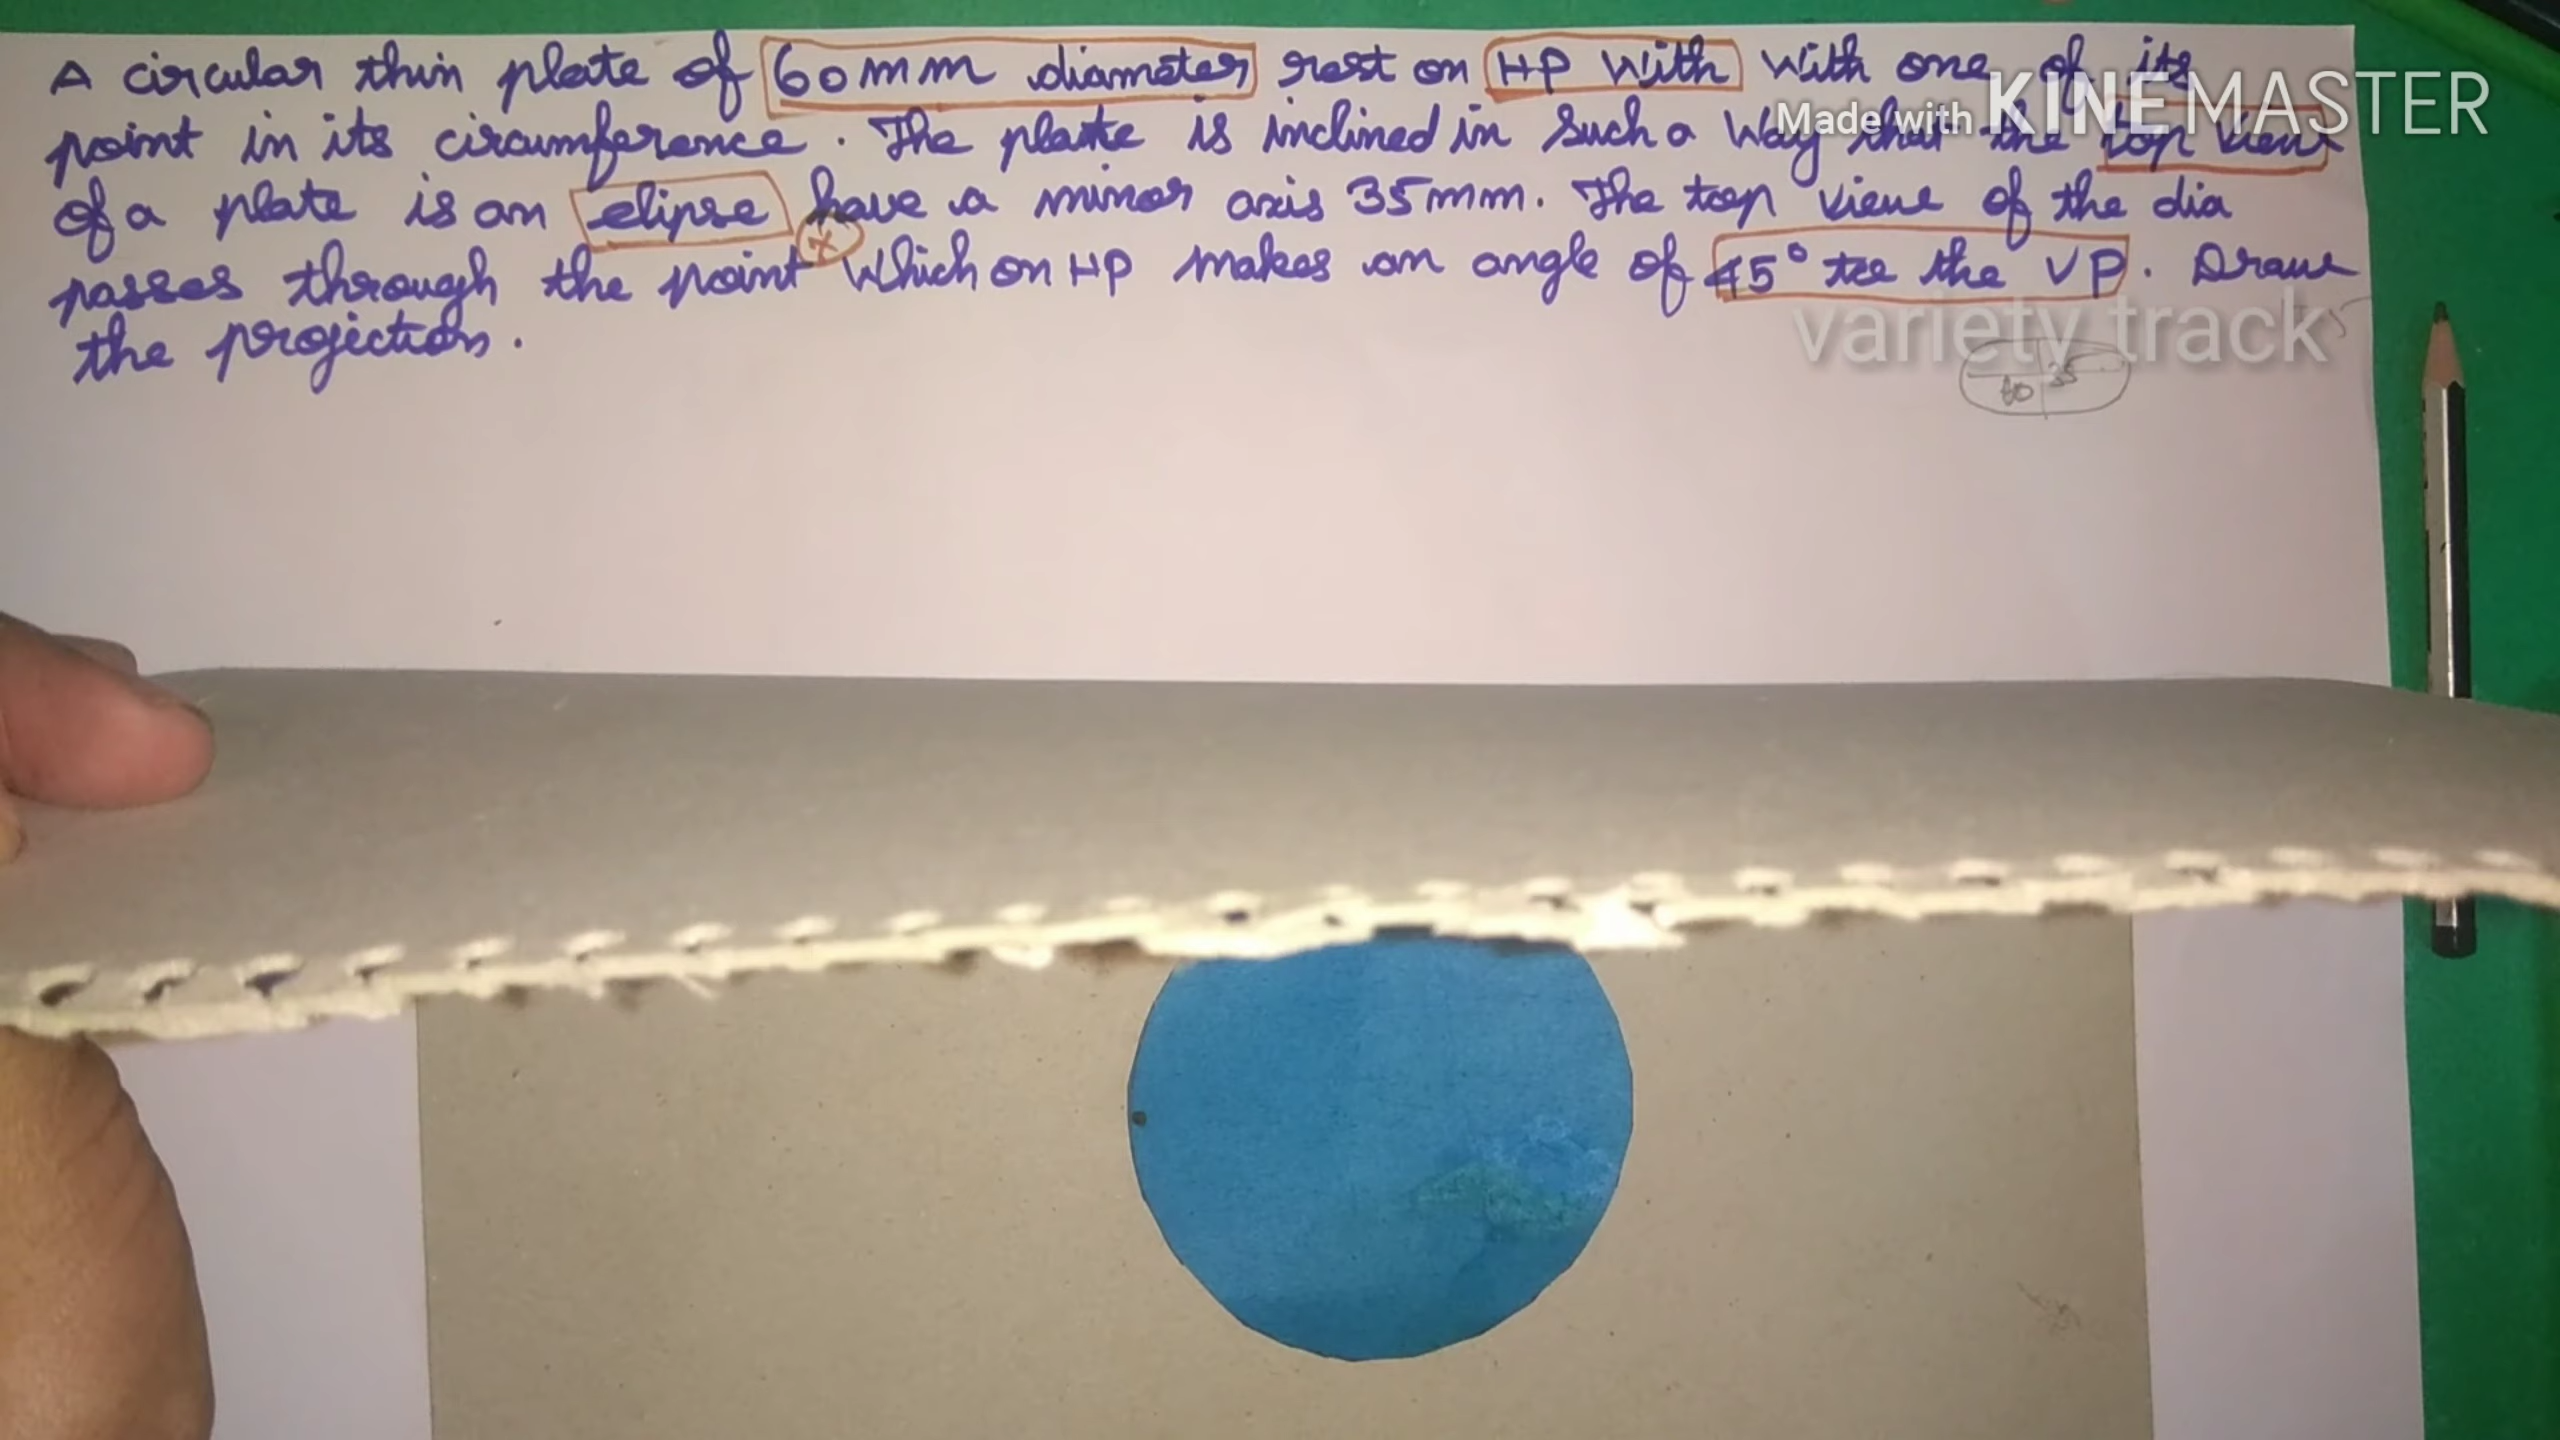 A circular thin plate of 60mm diameter rest on HP with with one of its
point in its circumference. The plate is inclined in such a way that the top view
of a plate is an elipse have a minor axis 35mm. The top view of the dia
passes through the point which on HP makes an angle of 45° to the VP. Draw
the projection.
Made with KINEMASTER
variety track
60 35